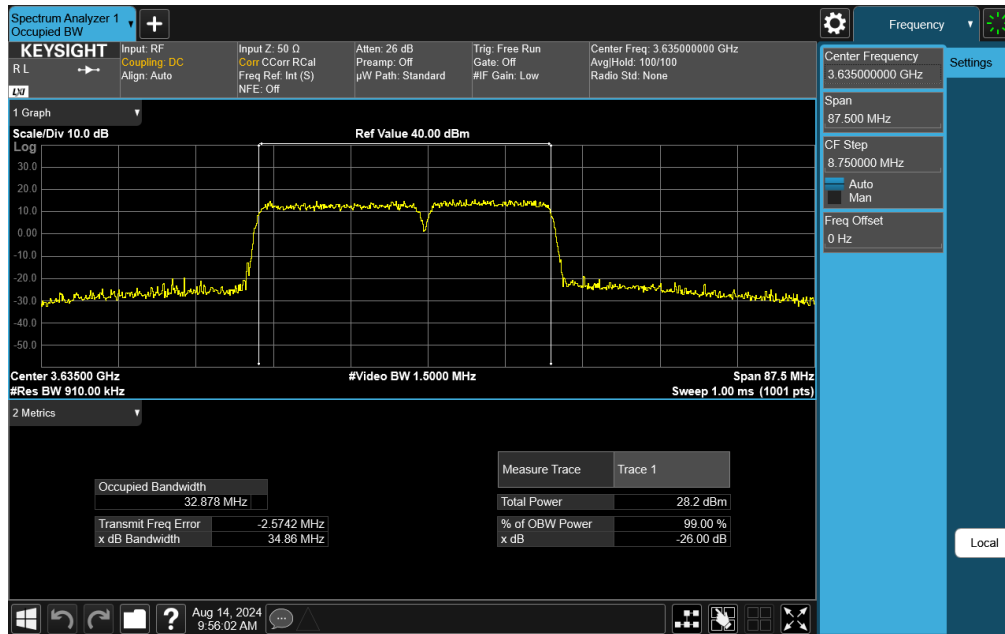 Spectrum Analyzer 1
Occupied BW
Frequency
KEYSIGHT
R L
LXI
Input: RF
Coupling: DC
Align: Auto
Input Z: 50 Ω
Corr CCorr RCal
Freq Ref: Int (S)
NFE: Off
Atten: 26 dB
Preamp: Off
µW Path: Standard
Trig: Free Run
Gate: Off
#IF Gain: Low
Center Freq: 3.635000000 GHz
Avg|Hold: 100/100
Radio Std: None
Center Frequency
3.635000000 GHz
Settings
Span
87.500 MHz
CF Step
8.750000 MHz
Auto
Man
Freq Offset
0 Hz
Local
1 Graph
Scale/Div 10.0 dB
Ref Value 40.00 dBm
Log
30.0
20.0
10.0
0.00
-10.0
-20.0
-30.0
-40.0
-50.0
Center 3.63500 GHz
#Video BW 1.5000 MHz
Span 87.5 MHz
#Res BW 910.00 kHz
Sweep 1.00 ms (1001 pts)
2 Metrics
Measure Trace
Trace 1
Occupied Bandwidth
32.878 MHz
Total Power
28.2 dBm
Transmit Freq Error
-2.5742 MHz
% of OBW Power
99.00 %
x dB Bandwidth
34.86 MHz
x dB
-26.00 dB
?
Aug 14, 2024
9:56:02 AM